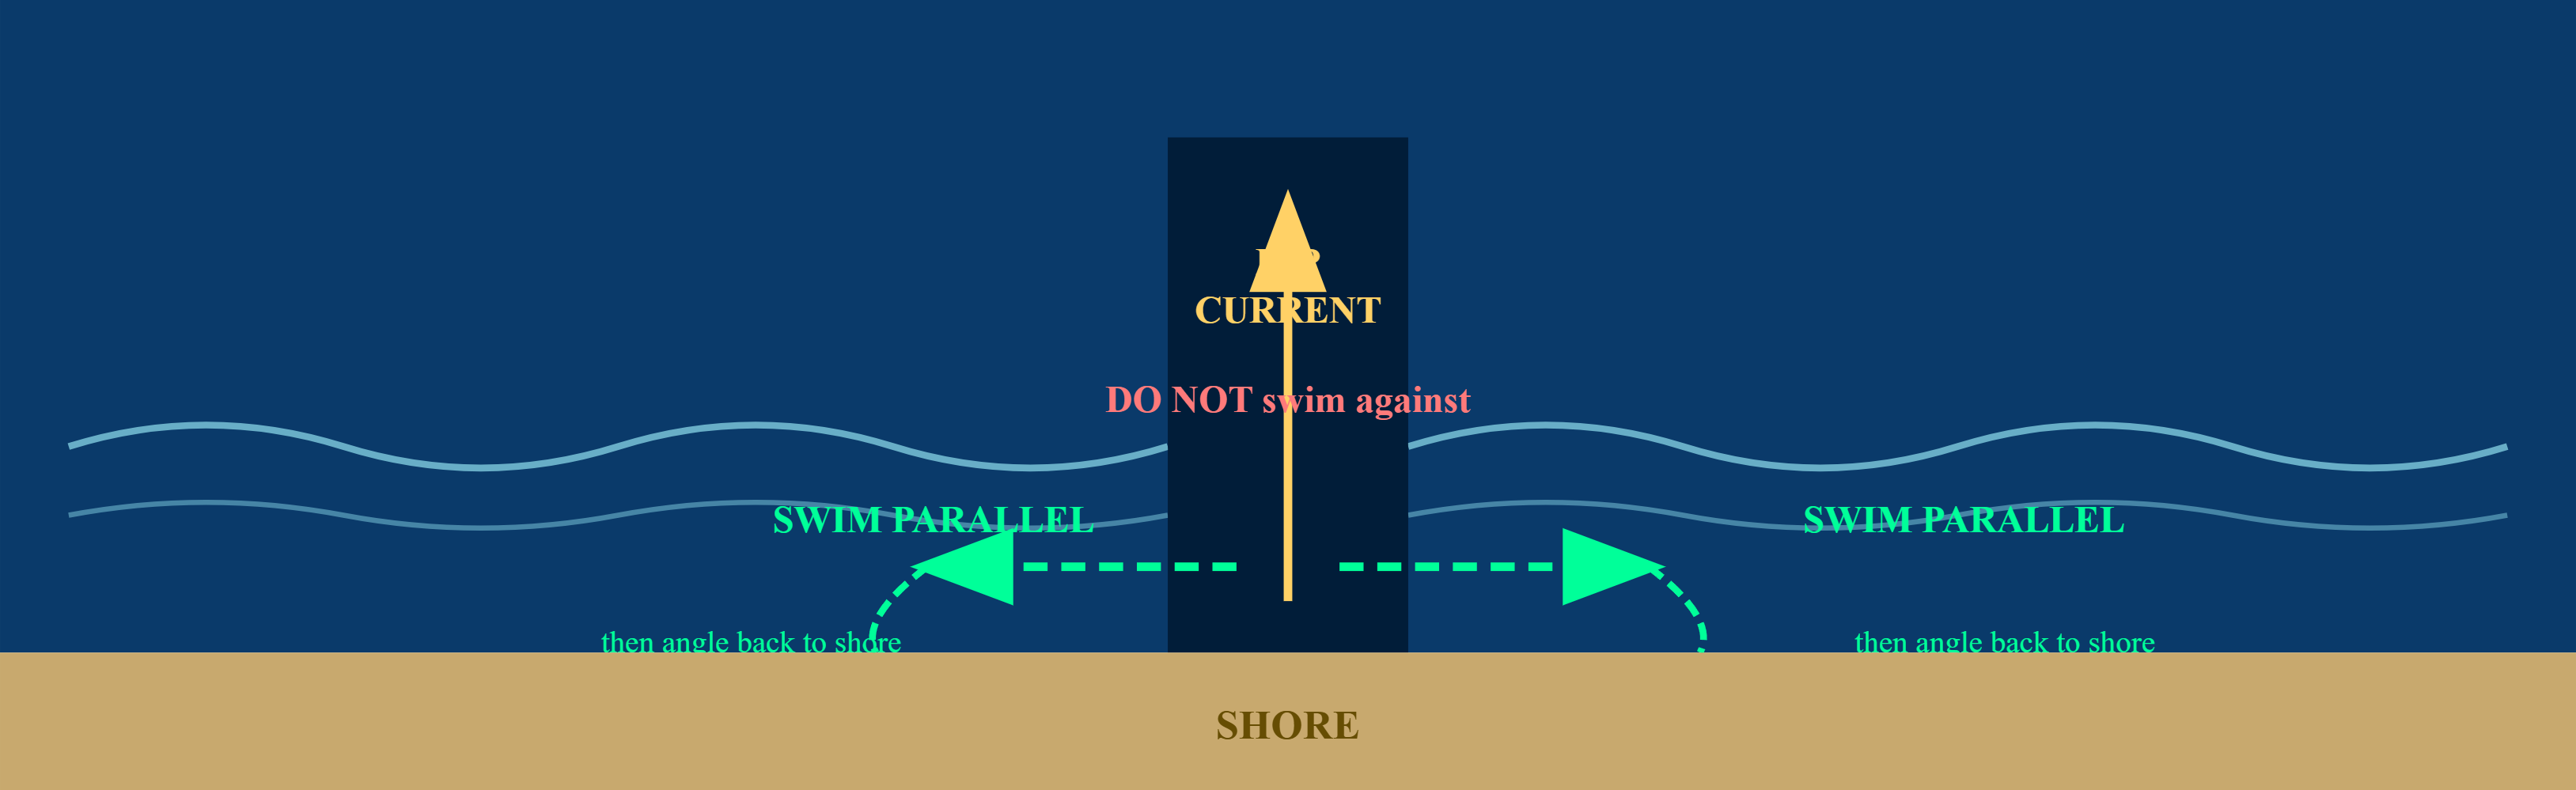 CURRENT
DO NOT swim against
SWIM PARALLEL
SWIM PARALLEL
then angle back to shore
then angle back to shore
SHORE